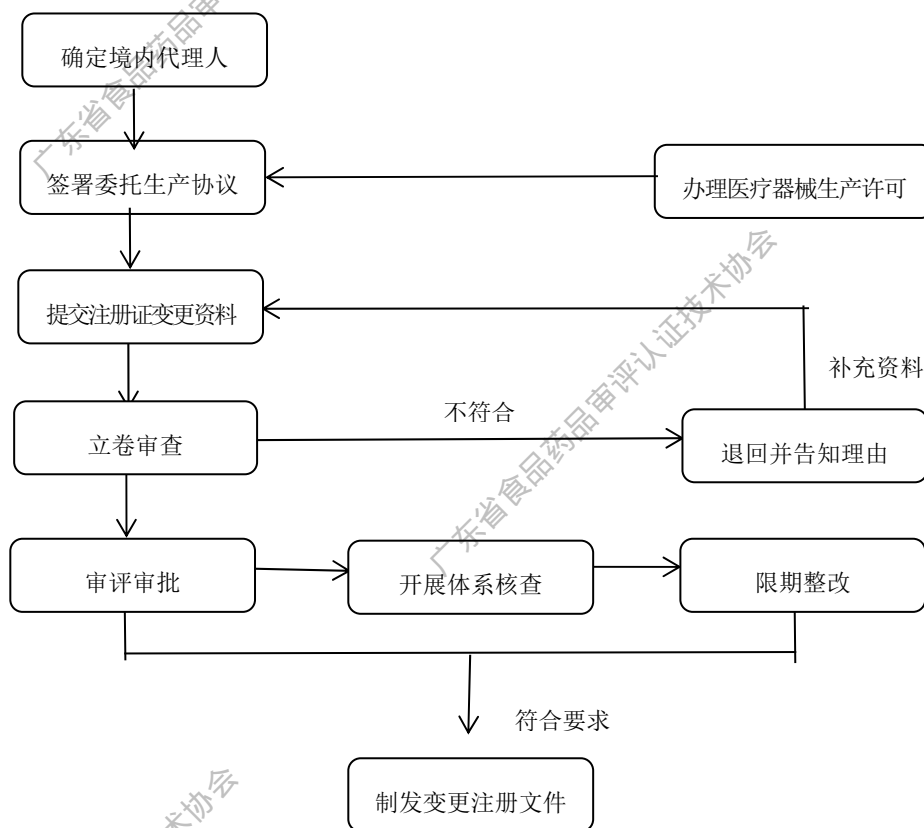 确定境内代理人
签署委托生产协议
办理医疗器械生产许可
提交注册证变更资料
补充资料
不符合
立卷审查
退回并告知理由
审评审批
开展体系核查
限期整改
符合要求
制发变更注册文件
广东省食品药品审
广东省食品药品审评认证技术协会
术协会